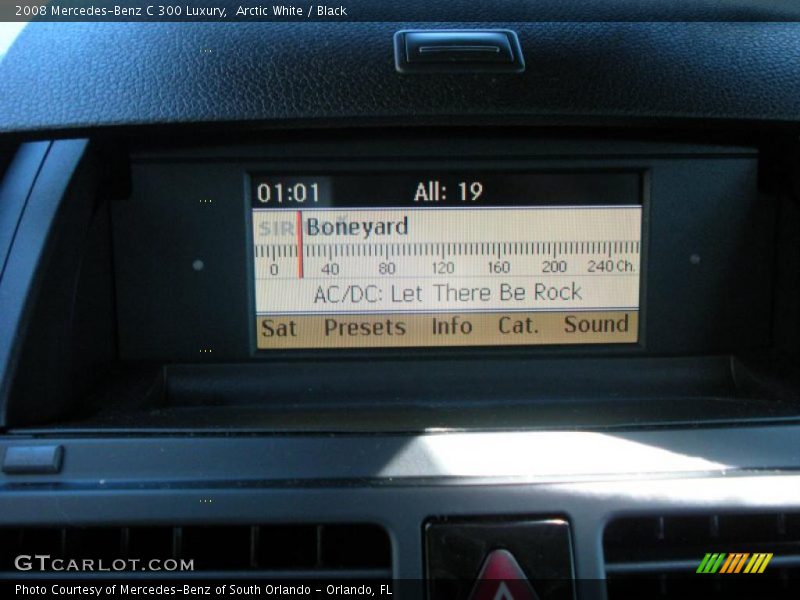 2008 Mercedes-Benz C 300 Luxury,  Arctic White / Black
01:01 All: 19
SIR
Boneyard
0 40 80 120 160 200 240 Ch.
AC/DC: Let There Be Rock
Sat Presets Info Cat. Sound
GTCARLOT.COM
Photo Courtesy of Mercedes-Benz of South Orlando - Orlando, FL